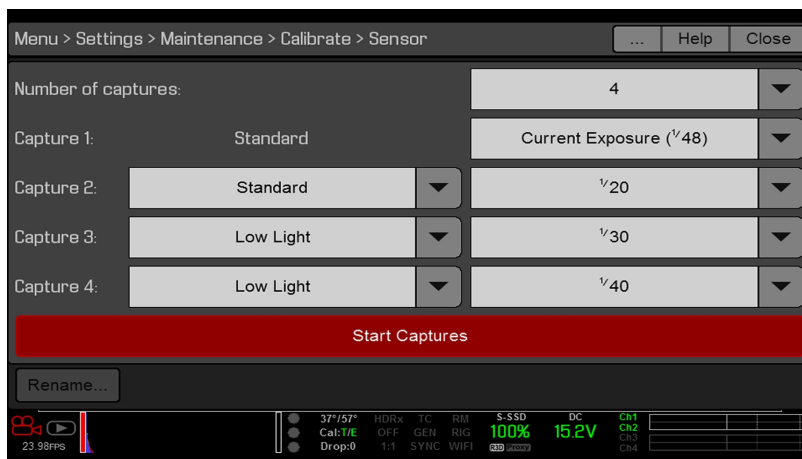 Menu > Settings > Maintenance > Calibrate > Sensor ... Help Close
Number of captures: 4
Capture 1: Standard Current Exposure (1/48)
Capture 2: Standard 1/20
Capture 3: Low Light 1/30
Capture 4: Low Light 1/40
Start Captures
Rename...
37°/57° HDRx TC RM S-SSD DC Ch1
Cal:T/E OFF GEN RIG 100% 15.2V Ch2
23.98FPS Drop:0 1:1 SYNC WIFI R3D Proxy Ch3
Ch4